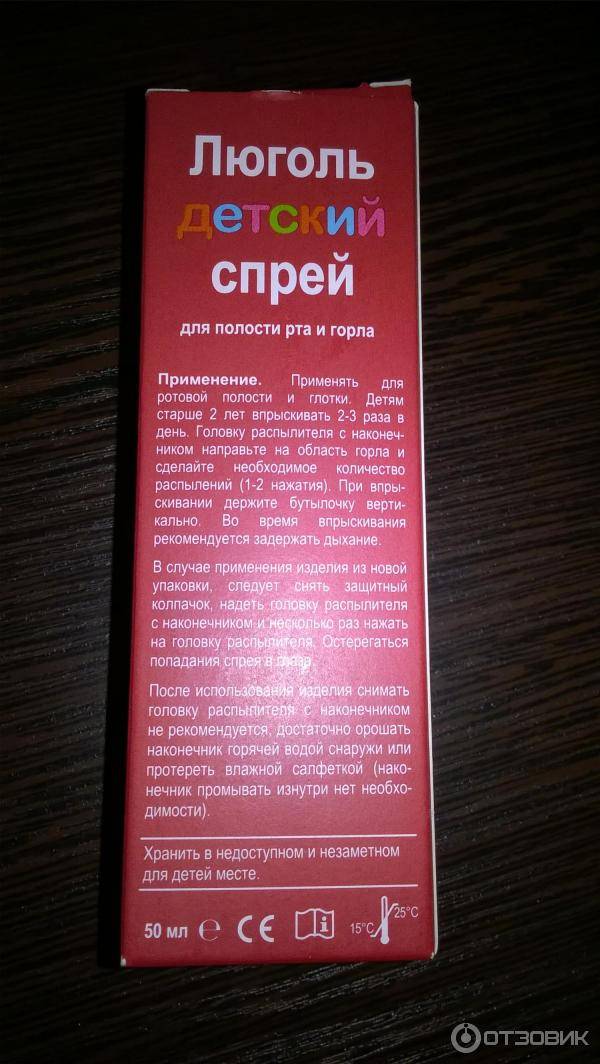 Люголь
детский
спрей
для полости рта и горла
Применение. Применять для
ротовой полости и глотки. Детям
старше 2 лет впрыскивать 2-3 раза в
день. Головку распылителя с наконеч-
ником направьте на область горла и
сделайте необходимое количество
распылений (1-2 нажатия). При впры-
скивании держите бутылочку верти-
кально. Во время впрыскивания
рекомендуется задержать дыхание.
В случае применения изделия из новой
упаковки, следует снять защитный
колпачок, надеть головку распылителя
с наконечником и несколько раз нажать
на головку распылителя. Остерегаться
попадания спрея в глаза.
После использования изделия снимать
головку распылителя с наконечником
не рекомендуется, достаточно орошать
наконечник горячей водой снаружи или
протереть влажной салфеткой (нако-
нечник промывать изнутри нет необхо-
димости).
Хранить в недоступном и незаметном
для детей месте.
50 мл ℮ CE i 15°C 25°C
ОТЗОВИК